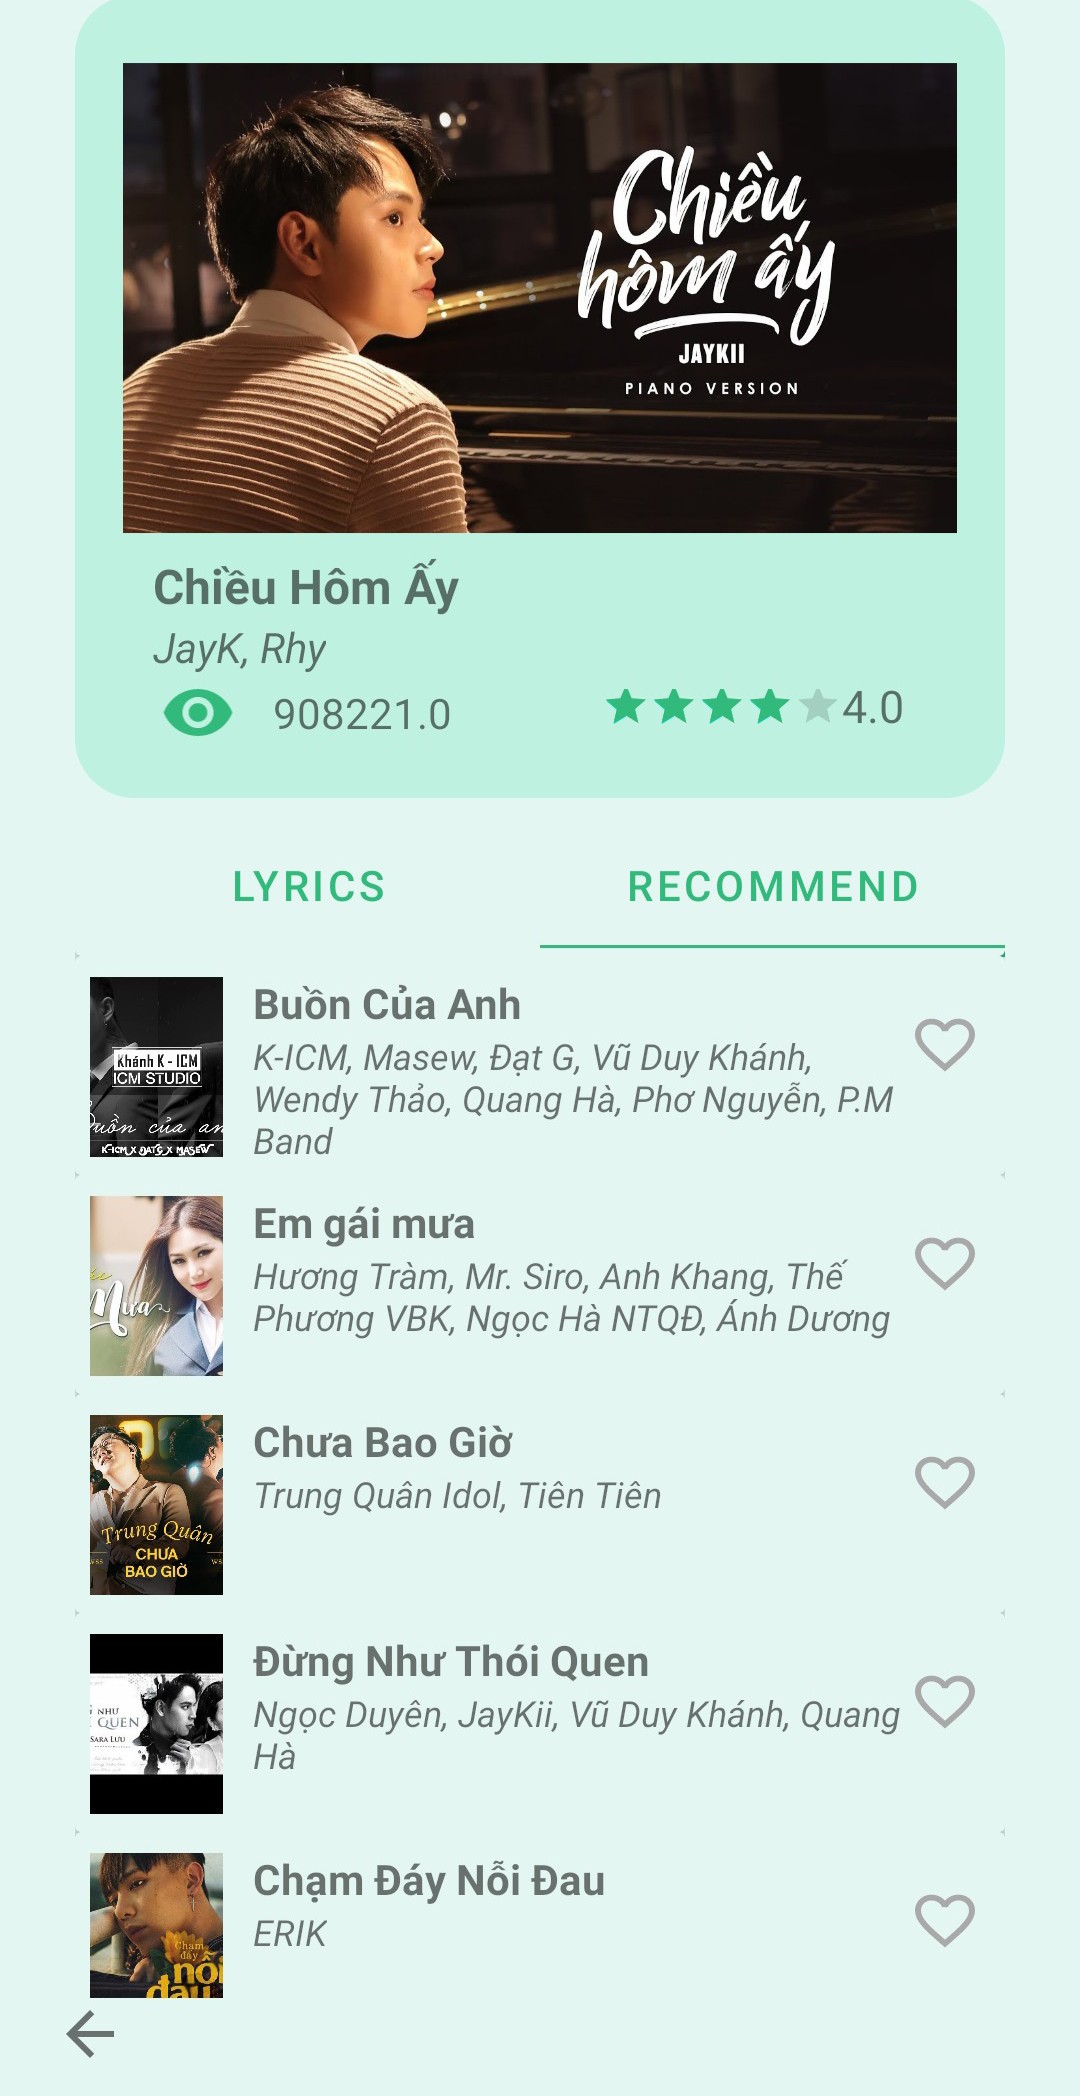 Chiều
hôm ấy
JAYKII
PIANO VERSION
Chiều Hôm Ấy
JayK, Rhy
908221.0
4.0
LYRICS
RECOMMEND
Khánh K - ICM
ICM STUDIO
Buồn của an
K-ICM X ĐẠT G X MASEW
Buồn Của Anh
K-ICM, Masew, Đạt G, Vũ Duy Khánh,
Wendy Thảo, Quang Hà, Phơ Nguyễn, P.M
Band
Mưa
Em gái mưa
Hương Tràm, Mr. Siro, Anh Khang, Thế
Phương VBK, Ngọc Hà NTQĐ, Ánh Dương
Trung Quân
CHƯA
BAO GIỜ
Chưa Bao Giờ
Trung Quân Idol, Tiên Tiên
NHƯ
QUEN
SARA LƯU
Đừng Như Thói Quen
Ngọc Duyên, JayKii, Vũ Duy Khánh, Quang
Hà
Chạm
đáy
nỗi
đau
Chạm Đáy Nỗi Đau
ERIK